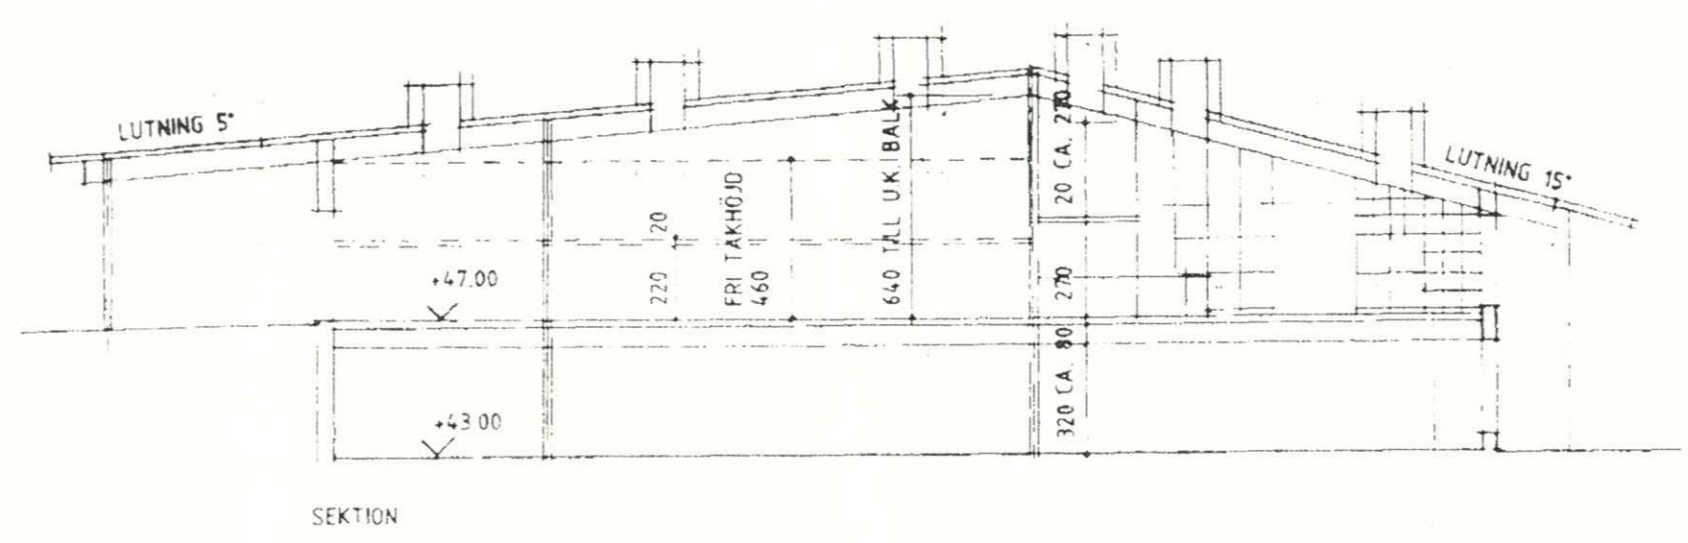 LUTNING 5°
LUTNING 15°
+47.00
220 20
FRI TAKHÖJD
460
640 TILL UK BALK
320 CA. 80 270 20 CA. 270
+43.00
SEKTION